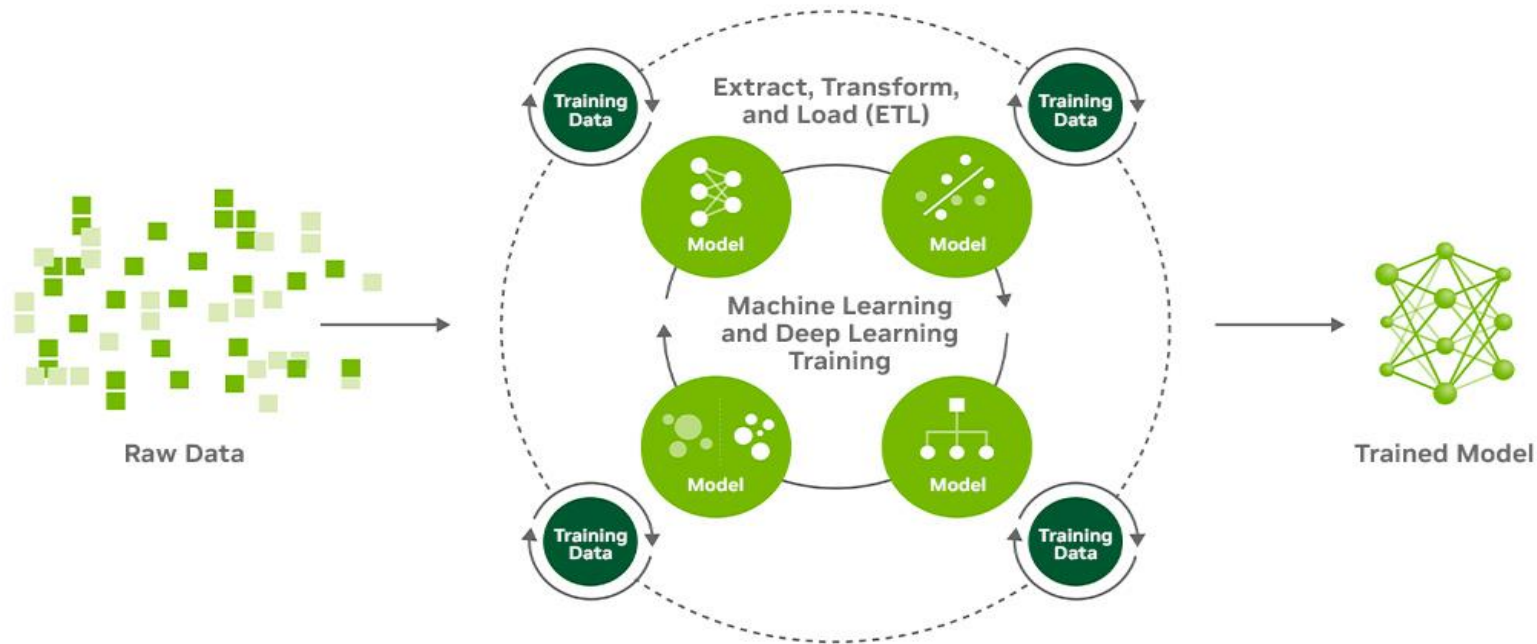 Training
Data
Extract, Transform,
and Load (ETL)
Training
Data
Model
Model
Machine Learning
and Deep Learning
Training
Raw Data
Trained Model
Model
Model
Training
Data
Training
Data